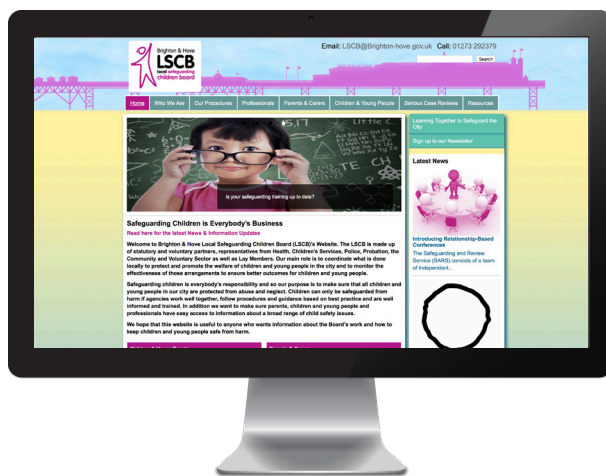 Email: LSCB@Brighton-hove.gov.uk Call: 01273 292379
Brighton & Hove
LSCB
local safeguarding
children board
Search
BRIGHTON PIER
Home Who We Are Our Procedures Professionals Parents & Carers Children & Young People Serious Case Reviews Resources
Learning Together to Safeguard the
City
Sign up to our Newsletter
Is your safeguarding training up to date?
Latest News
Introducing Relationship-Based
Conferences
The Safeguarding and Review
Service (SARS) consists of a team
of Independent...
Safeguarding Children is Everybody's Business
Read here for the latest News & Information Updates
Welcome to Brighton & Hove Local Safeguarding Children Board (LSCB)'s Website. The LSCB is made up
of statutory and voluntary partners, representatives from Health, Children's Services, Police, Probation, the
Community and Voluntary Sector as well as Lay Members. Our main role is to coordinate what is done
locally to protect and promote the welfare of children and young people in the city and to monitor the
effectiveness of those arrangements to ensure better outcomes for children and young people.
Safeguarding children is everybody's responsibility and so our purpose is to make sure that all children and
young people in our city are protected from abuse and neglect. Children can only be safeguarded from
harm if agencies work well together, follow procedures and guidance based on best practice and are well
informed and trained. In addition we want to make sure parents, children and young people and
professionals have easy access to information about a broad range of child safety issues.
We hope that this website is useful to anyone who wants information about the Board's work and how to
keep children and young people safe from harm.